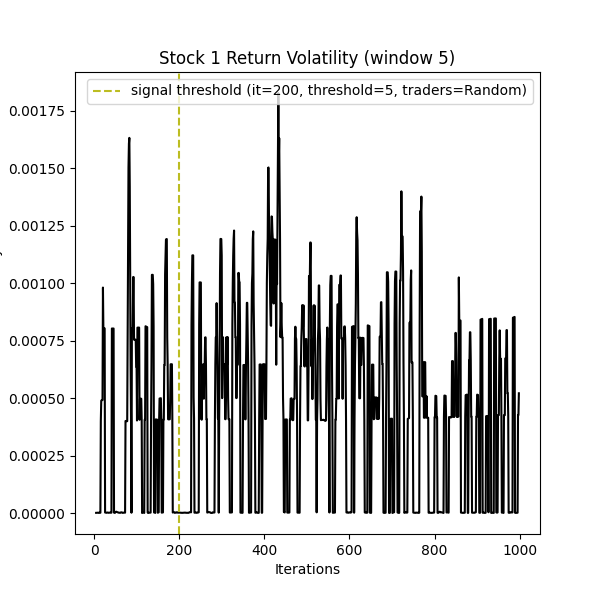 Stock 1 Return Volatility (window 5)
signal threshold (it=200, threshold=5, traders=Random)
0.00175
0.00150
0.00125
0.00100
0.00075
0.00050
0.00025
0.00000
0 200 400 600 800 1000
Iterations